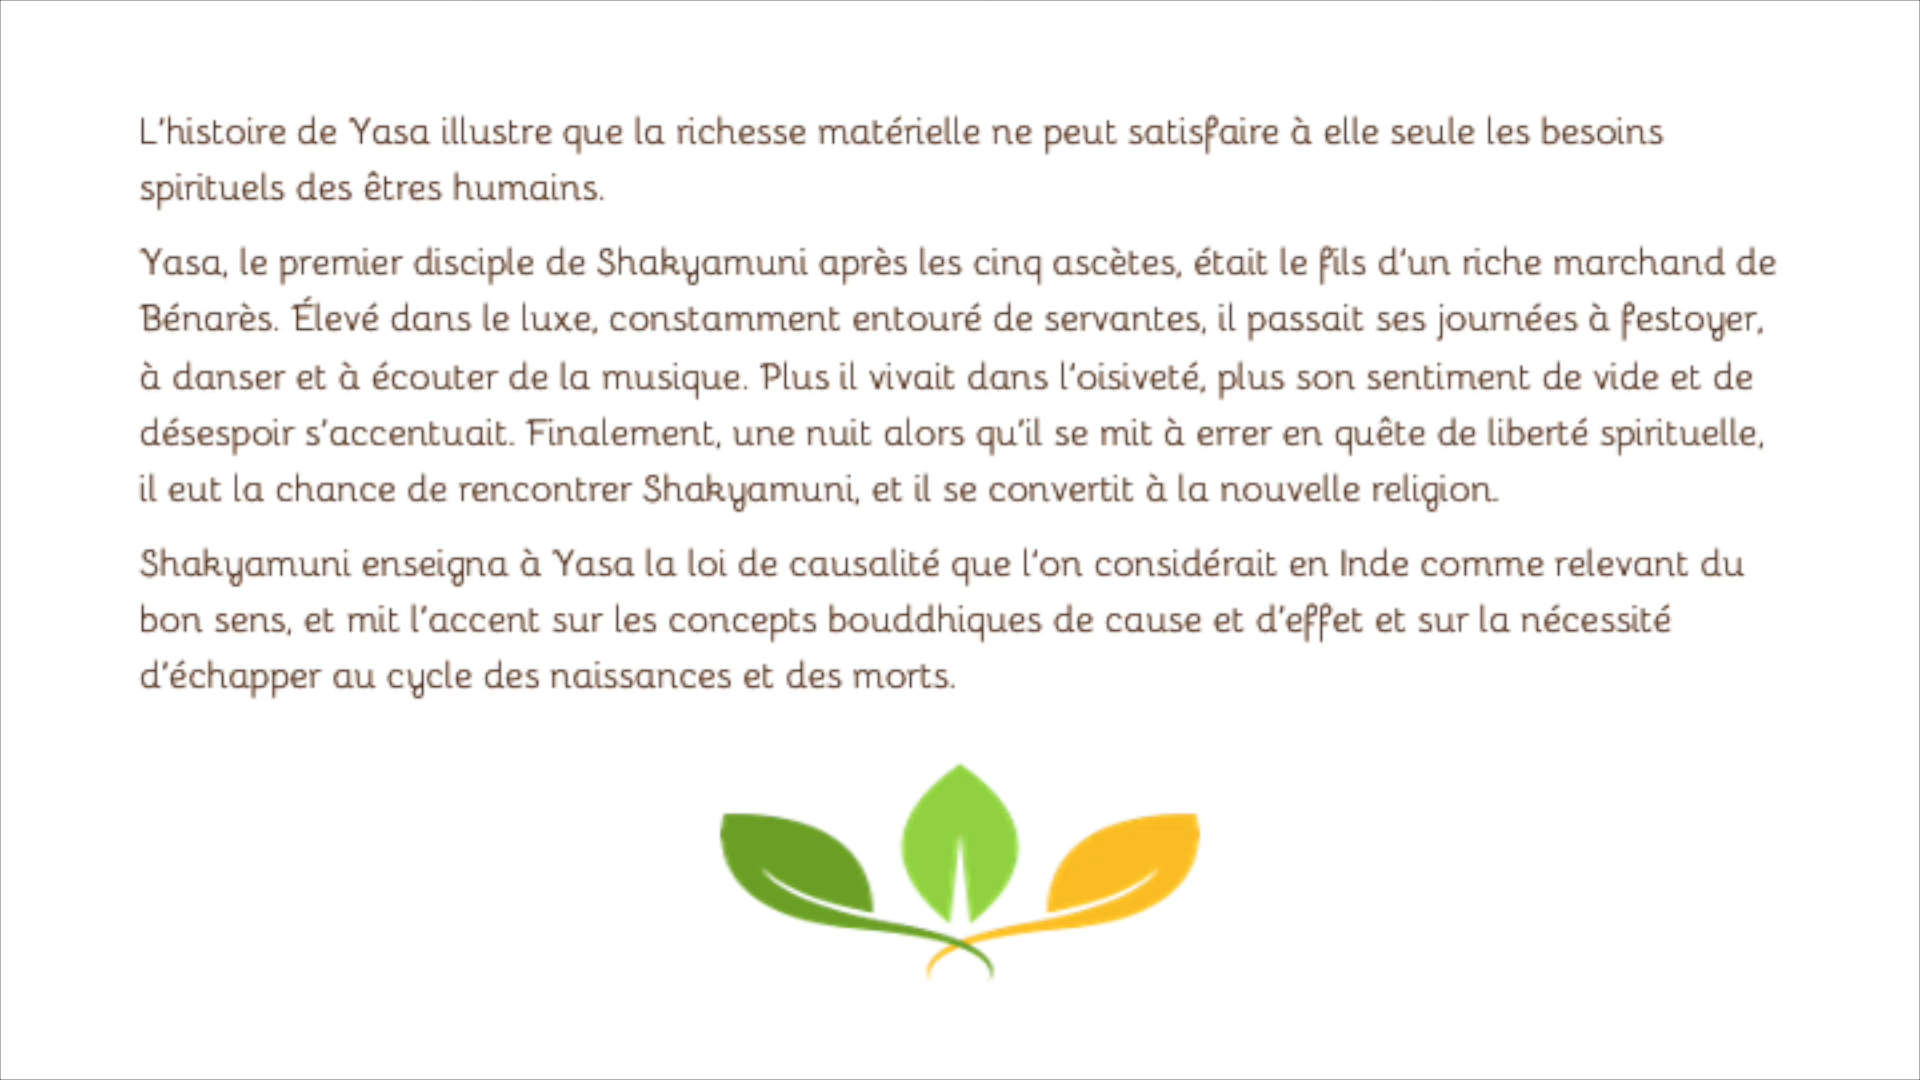 L'histoire de Yasa illustre que la richesse matérielle ne peut satisfaire à elle seule les besoins
spirituels des êtres humains.
Yasa, le premier disciple de Shakyamuni après les cinq ascètes, était le fils d'un riche marchand de
Bénarès. Élevé dans le luxe, constamment entouré de servantes, il passait ses journées à festoyer,
à danser et à écouter de la musique. Plus il vivait dans l'oisiveté, plus son sentiment de vide et de
désespoir s'accentuait. Finalement, une nuit alors qu'il se mit à errer en quête de liberté spirituelle,
il eut la chance de rencontrer Shakyamuni, et il se convertit à la nouvelle religion.
Shakyamuni enseigna à Yasa la loi de causalité que l'on considérait en Inde comme relevant du
bon sens, et mit l'accent sur les concepts bouddhiques de cause et d'effet et sur la nécessité
d'échapper au cycle des naissances et des morts.